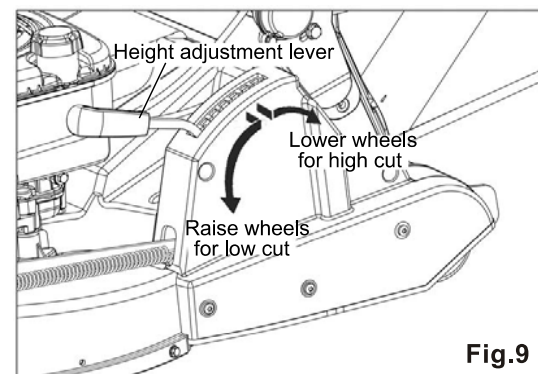 Height adjustment lever
Lower wheels
for high cut
Raise wheels
for low cut
Fig.9